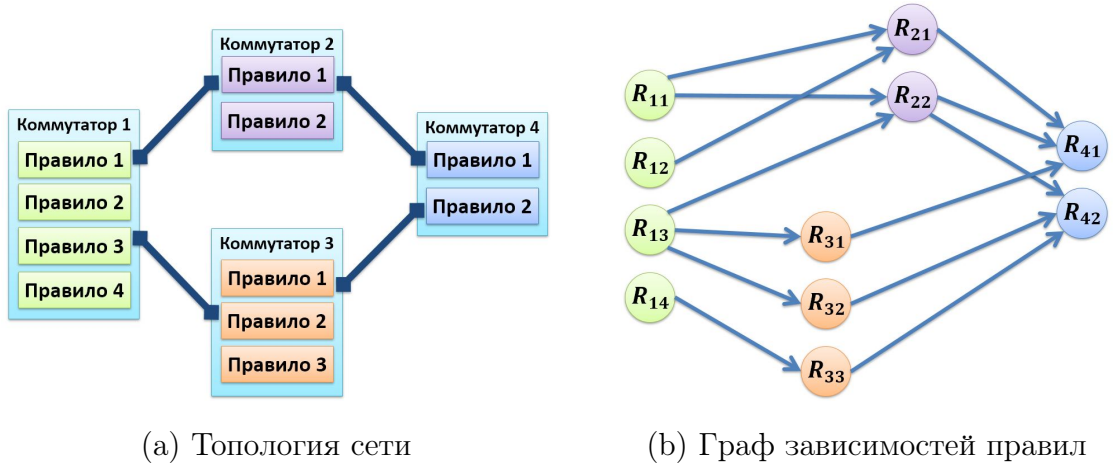 Коммутатор 1
Правило 1
Правило 2
Правило 3
Правило 4
Коммутатор 2
Правило 1
Правило 2
Коммутатор 3
Правило 1
Правило 2
Правило 3
Коммутатор 4
Правило 1
Правило 2
(a) Топология сети
R11
R12
R13
R14
R21
R22
R31
R32
R33
R41
R42
(b) Граф зависимостей правил